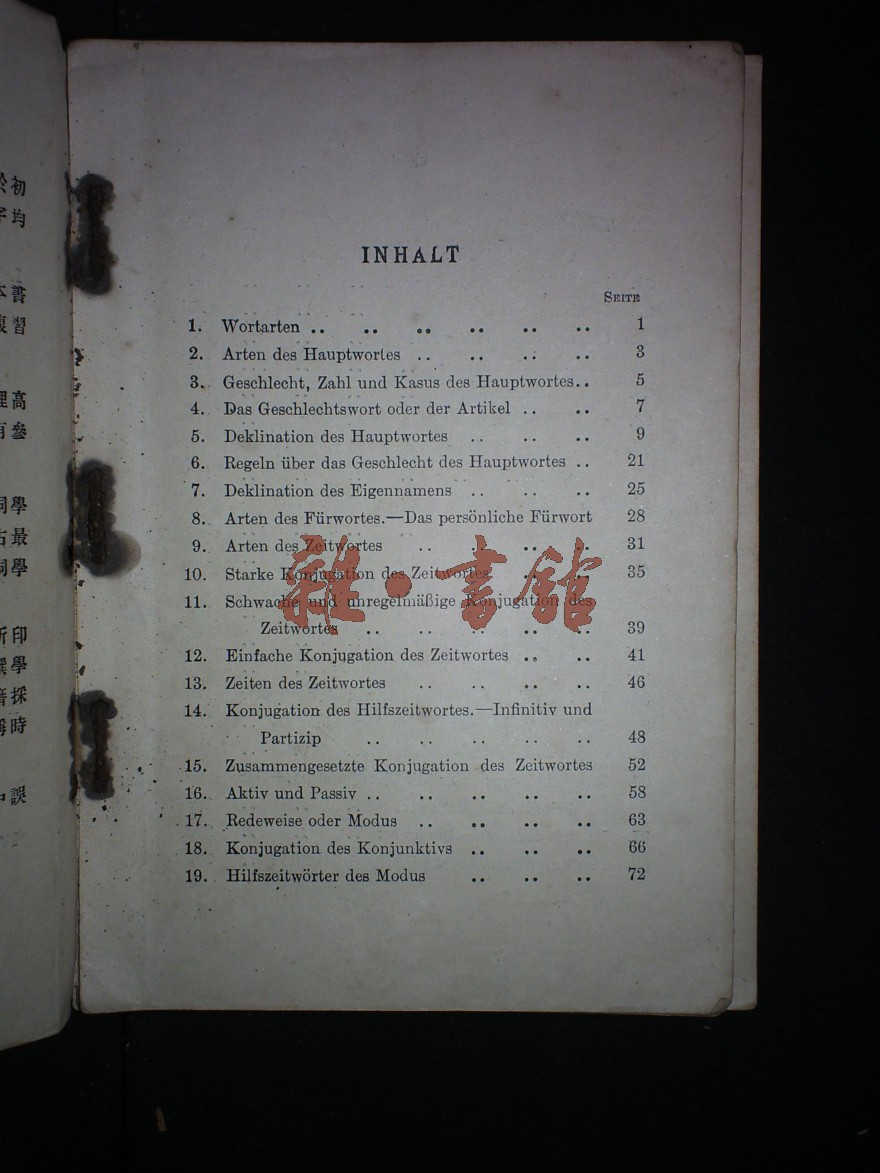 INHALT
SEITE
1. Wortarten .. .. .. .. .. .. 1
2. Arten des Hauptwortes .. .. .. .. 3
3. Geschlecht, Zahl und Kasus des Hauptwortes.. 5
4. Das Geschlechtswort oder der Artikel .. .. 7
5. Deklination des Hauptwortes .. .. .. 9
6. Regeln über das Geschlecht des Hauptwortes .. 21
7. Deklination des Eigennamens .. .. .. 25
8. Arten des Fürwortes.—Das persönliche Fürwort 28
9. Arten des Zeitwortes .. .. .. .. 31
10. Starke Konjugation des Zeitwortes .. .. 35
11. Schwache und unregelmäßige Konjugation des
Zeitwortes .. .. .. .. .. 39
12. Einfache Konjugation des Zeitwortes .. .. 41
13. Zeiten des Zeitwortes .. .. .. .. 46
14. Konjugation des Hilfszeitwortes.—Infinitiv und
Partizip .. .. .. .. .. 48
15. Zusammengesetzte Konjugation des Zeitwortes 52
16. Aktiv und Passiv .. .. .. .. .. 58
17. Redeweise oder Modus .. .. .. .. 63
18. Konjugation des Konjunktivs .. .. .. 66
19. Hilfszeitwörter des Modus .. .. .. 72
雜·書館